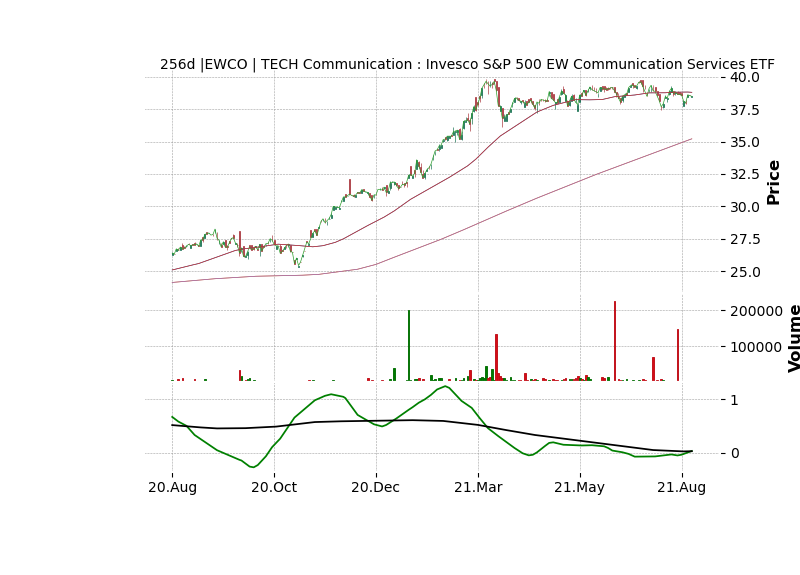 256d |EWCO | TECH Communication : Invesco S&P 500 EW Communication Services ETF
40.0
37.5
35.0
32.5
30.0
27.5
25.0
Price
200000
100000
Volume
1
0
20.Aug
20.Oct
20.Dec
21.Mar
21.May
21.Aug